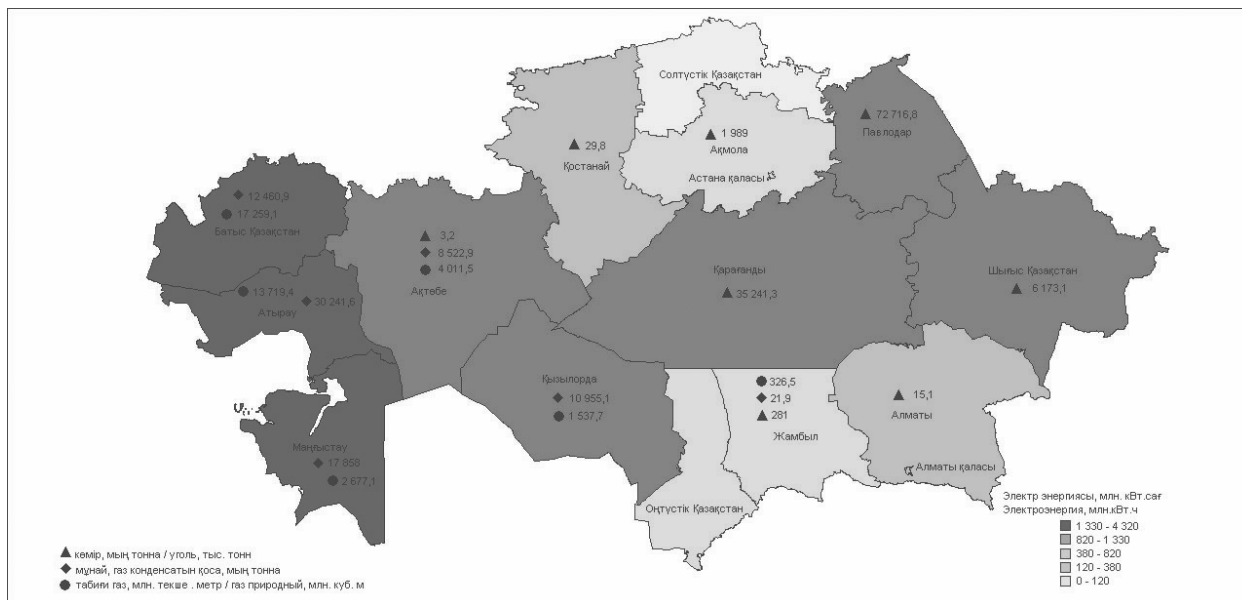 Солтүстік Қазақстан
72 716,8
Павлодар
1 989
Ақмола
Астана қаласы
29,8
Қостанай
12 460,9
17 259,1
Батыс Қазақстан
3,2
8 522,9
4 011,5
Ақтөбе
13 719,4
30 241,6
Атырау
Қарағанды
35 241,3
Шығыс Қазақстан
6 173,1
Қызылорда
10 955,1
1 537,7
326,5
21,9
281
Жамбыл
15,1
Алматы
Алматы қаласы
Маңғыстау
17 858
2 677,1
Оңтүстік Қазақстан
Электр энергиясы, млн. кВт.сағ
Электроэнергия, млн.кВт.ч
1 330 - 4 320
820 - 1 330
380 - 820
120 - 380
0 - 120
көмір, мың тонна / уголь, тыс. тонн
мұнай, газ конденсатын қоса, мың тонна
табиғи газ, млн. текше . метр / газ природный, млн. куб. м